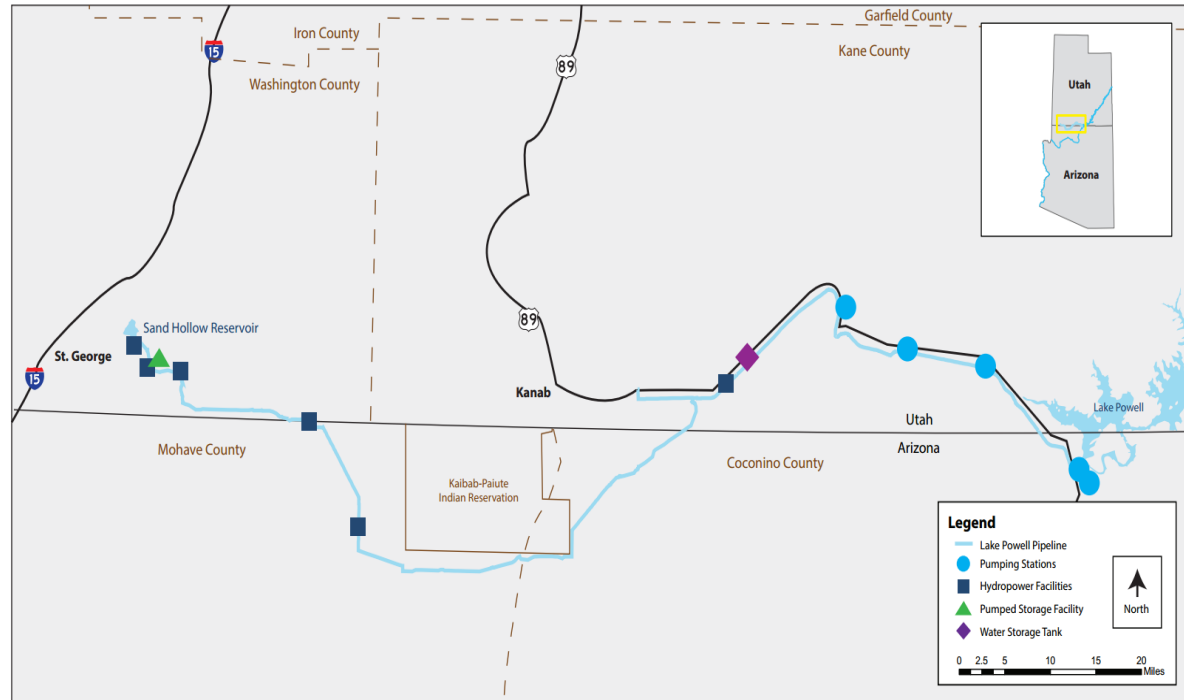 Garfield County
Iron County
Kane County
15
89
Washington County
Utah
Arizona
Sand Hollow Reservoir
89
St. George
15
Kanab
Lake Powell
Utah
Arizona
Mohave County
Coconino County
Kaibab-Paiute
Indian Reservation
Legend
Lake Powell Pipeline
Pumping Stations
Hydropower Facilities
Pumped Storage Facility
Water Storage Tank
North
0 2.5 5 10 15 20
Miles